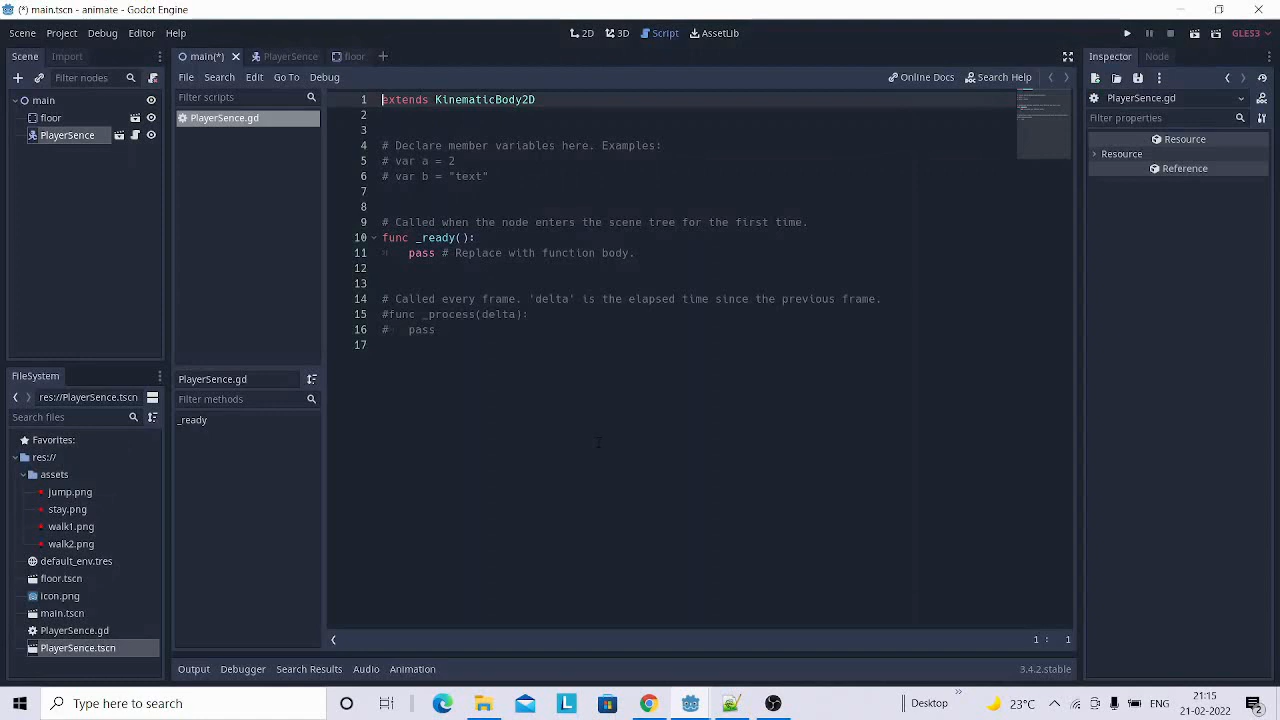 (*) main.tscn - animate - Godot Engine
Scene Project Debug Editor Help
2D 3D Script AssetLib
GLES3
Scene Import
main(*) PlayerSence floor
Inspector Node
Filter nodes
File Search Edit Go To Debug
Online Docs Search Help
Filter scripts
PlayerSence.gd
main
floor
PlayerSence
1 extends KinematicBody2D
2
3
4 # Declare member variables here. Examples:
5 # var a = 2
6 # var b = "text"
7
8
9 # Called when the node enters the scene tree for the first time.
10 func _ready():
11 pass # Replace with function body.
12
13
14 # Called every frame. 'delta' is the elapsed time since the previous frame.
15 #func _process(delta):
16 # pass
17
PlayerSence.gd
Filter properties
Resource
Resource
Reference
PlayerSence.gd
Filter methods
_ready
FileSystem
res://PlayerSence.tscn
Search files
Favorites:
res://
assets
jump.png
stay.png
walk1.png
walk2.png
default_env.tres
floor.tscn
icon.png
main.tscn
PlayerSence.gd
PlayerSence.tscn
1 : 1
Output Debugger Search Results Audio Animation
3.4.2.stable
Type here to search
L
Desktop
23°C
21:15
21-02-2022
2